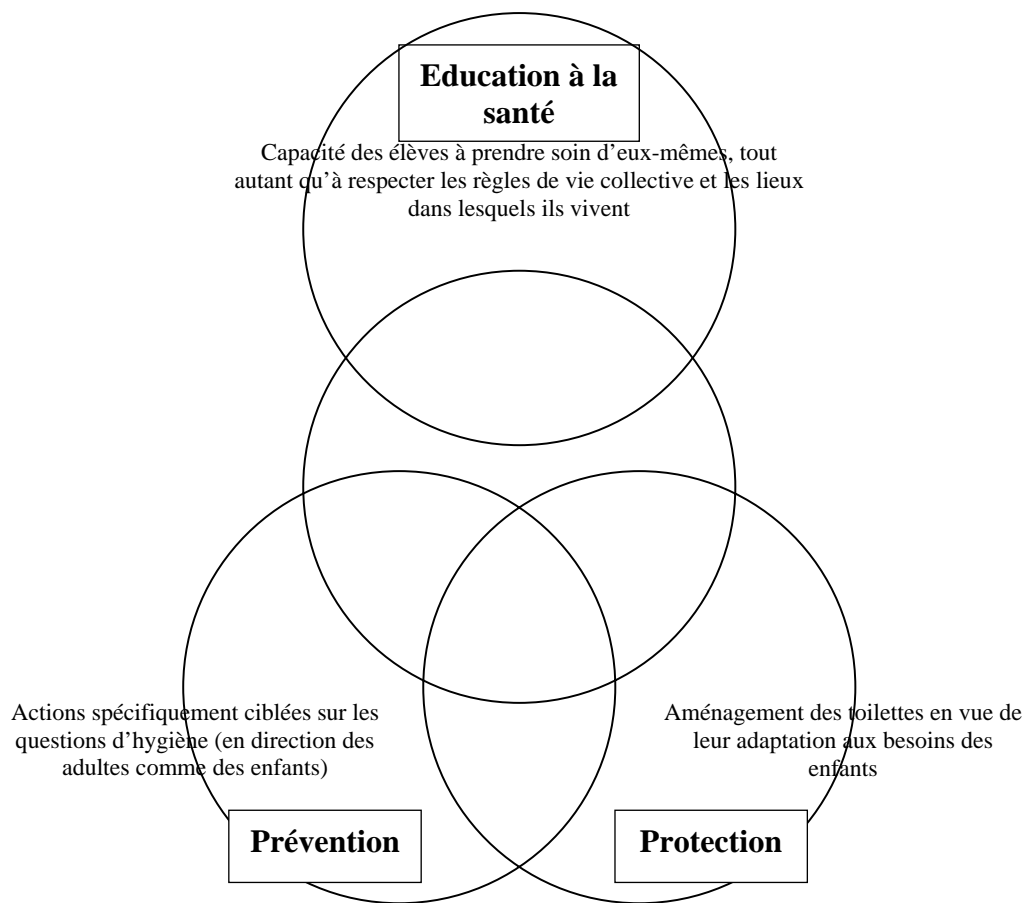 Education à la
santé
Capacité des élèves à prendre soin d’eux-mêmes, tout
autant qu’à respecter les règles de vie collective et les lieux
dans lesquels ils vivent
Actions spécifiquement ciblées sur les
questions d’hygiène (en direction des
adultes comme des enfants)
Prévention
Aménagement des toilettes en vue de
leur adaptation aux besoins des
enfants
Protection